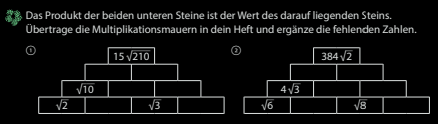 Das Produkt der beiden unteren Steine ist der Wert des darauf liegenden Steins.
Übertrage die Multiplikationsmauern in dein Heft und ergänze die fehlenden Zahlen.
① ②
15√210 384√2
√10 4√3
√2 √3 √6 √8